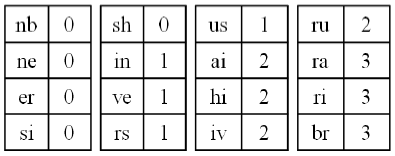 nb 0 sh 0 us 1 ru 2
ne 0 in 1 ai 2 ra 3
er 0 ve 1 hi 2 ri 3
si 0 rs 1 iv 2 br 3